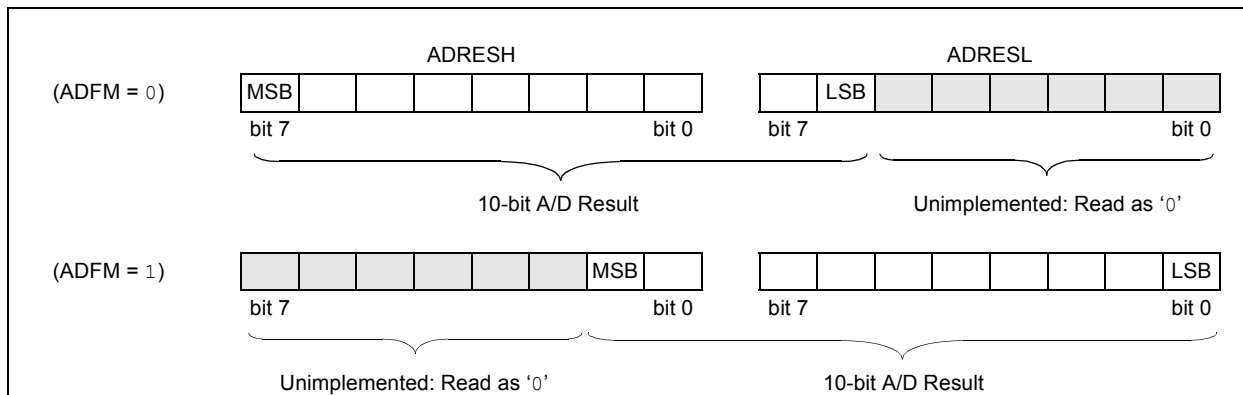 ADRESH ADRESL
(ADFM = 0) MSB LSB
bit 7 bit 0 bit 7 bit 0
10-bit A/D Result Unimplemented: Read as ‘0’
(ADFM = 1) MSB LSB
bit 7 bit 0 bit 7 bit 0
Unimplemented: Read as ‘0’ 10-bit A/D Result